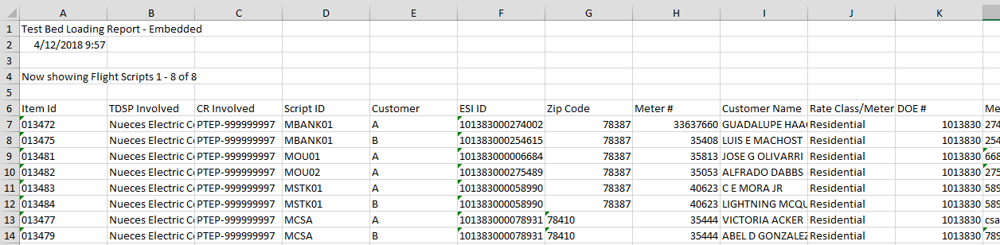 A B C D E F G H I J K
1 Test Bed Loading Report - Embedded
2 4/12/2018 9:57
3
4 Now showing Flight Scripts 1 - 8 of 8
5
6 Item Id TDSP Involved CR Involved Script ID Customer ESI ID Zip Code Meter # Customer Name Rate Class/Meter DOE # Me
7 013472 Nueces Electric Co PTEP-999999997 MBANK01 A 101383000274002 78387 33637660 GUADALUPE HAA Residential 1013830 274
8 013475 Nueces Electric Co PTEP-999999997 MBANK01 B 101383000254615 78387 35408 LUIS E MACHOST Residential 1013830 254
9 013481 Nueces Electric Co PTEP-999999997 MOU01 A 101383000006684 78387 35813 JOSE G OLIVARRI Residential 1013830 668
10 013482 Nueces Electric Co PTEP-999999997 MOU02 A 101383000275489 78387 35053 ALFRADO DABBS Residential 1013830 275
11 013483 Nueces Electric Co PTEP-999999997 MSTK01 A 101383000058990 78387 40623 C E MORA JR Residential 1013830 589
12 013484 Nueces Electric Co PTEP-999999997 MSTK01 B 101383000058990 78387 40623 LIGHTNING MCQU Residential 1013830 589
13 013477 Nueces Electric Co PTEP-999999997 MCSA A 101383000078931 78410 35444 VICTORIA ACKER Residential 1013830 csa
14 013479 Nueces Electric Co PTEP-999999997 MCSA B 101383000078931 78410 35444 ABEL D GONZALEZ Residential 1013830 789